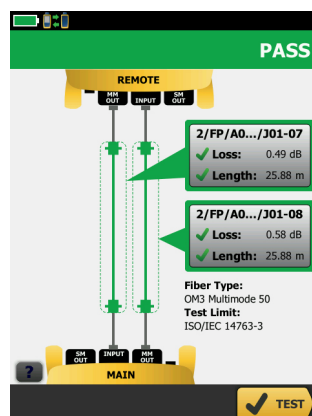 PASS
REMOTE
MM OUT INPUT SM OUT
2/FP/A0.../J01-07
Loss: 0.49 dB
Length: 25.88 m
2/FP/A0.../J01-08
Loss: 0.58 dB
Length: 25.88 m
Fiber Type:
OM3 Multimode 50
Test Limit:
ISO/IEC 14763-3
SM OUT INPUT MM OUT
MAIN
?
TEST